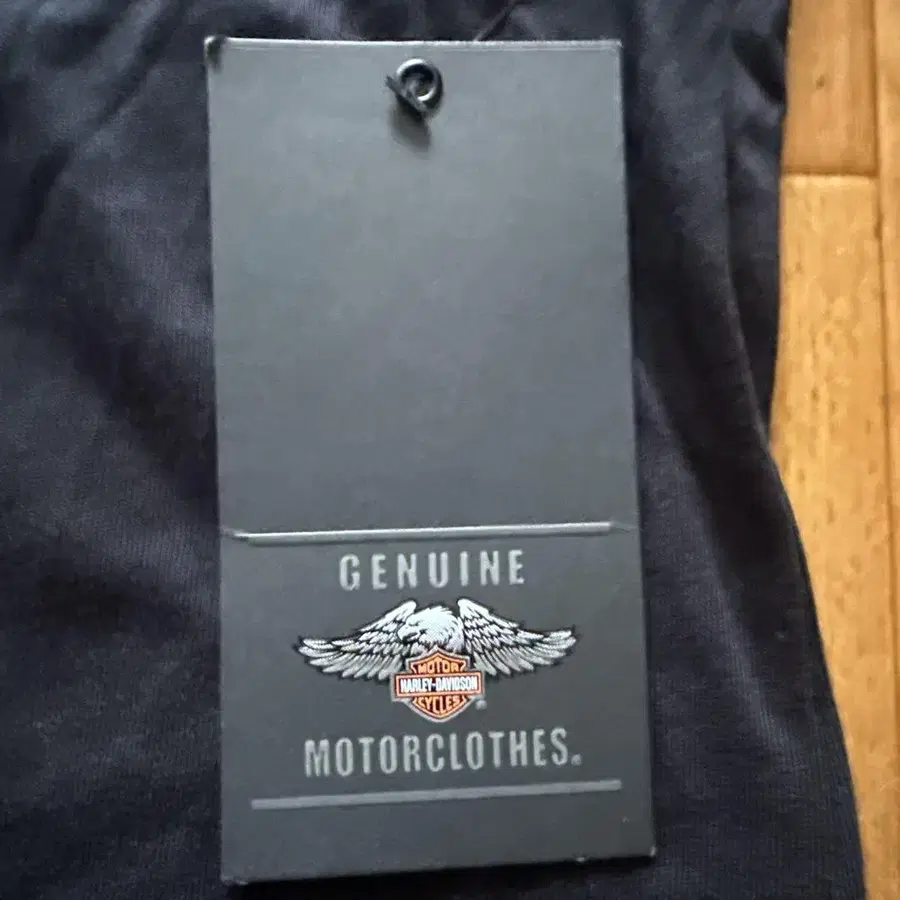 GENUINE
MOTOR
HARLEY-DAVIDSON
CYCLES
®
MOTORCLOTHES®